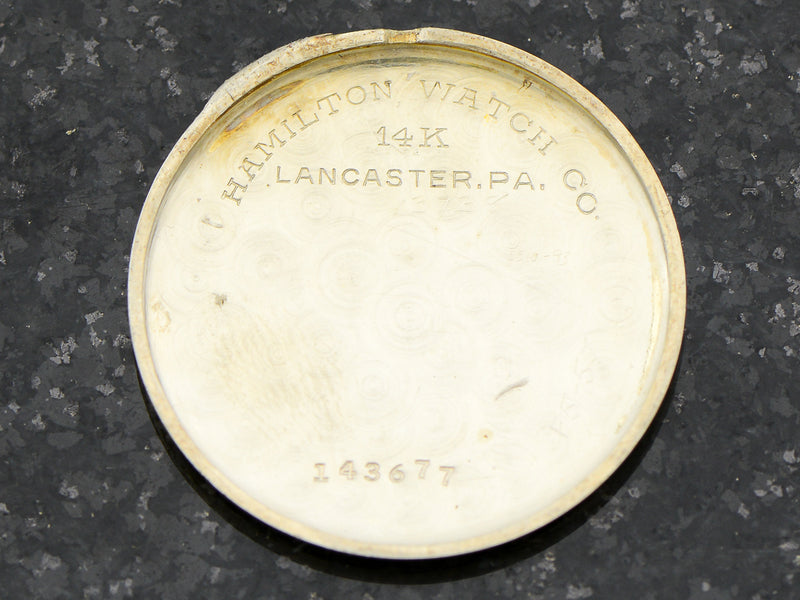 HAMILTON WATCH CO.
14K
LANCASTER, PA.
143677